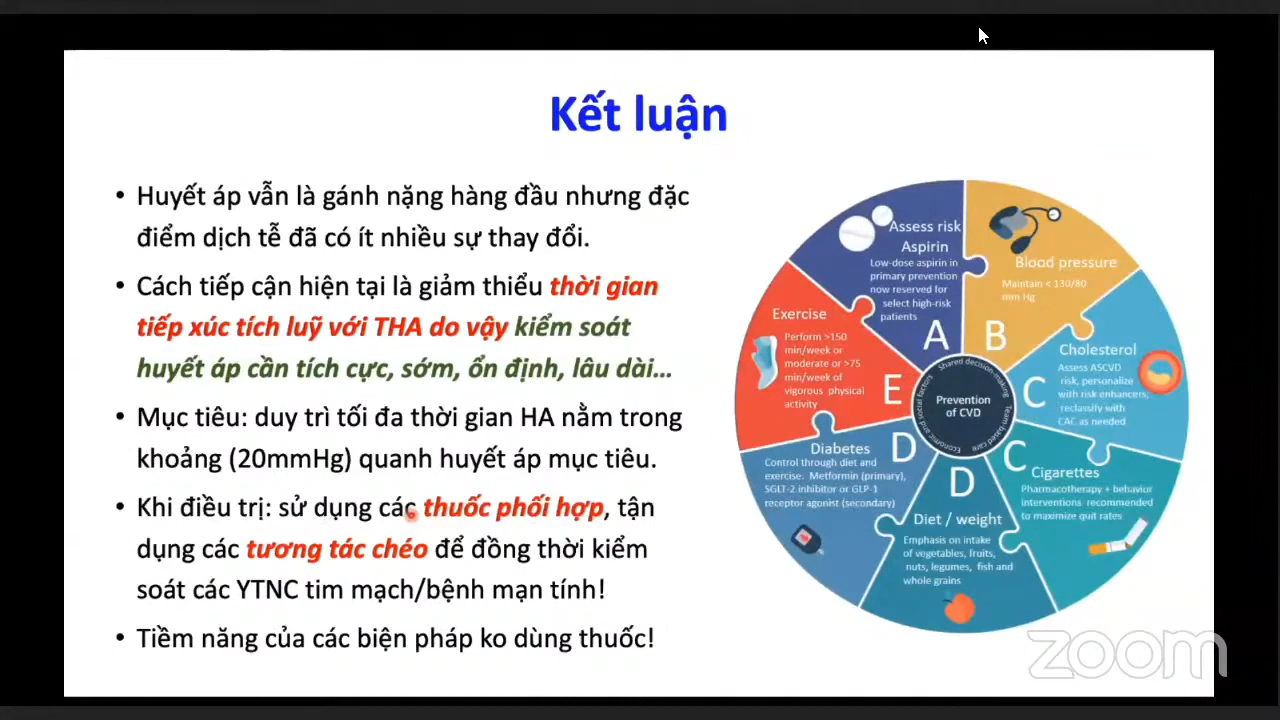 Kết luận
• Huyết áp vẫn là gánh nặng hàng đầu nhưng đặc
điểm dịch tễ đã có ít nhiều sự thay đổi.
• Cách tiếp cận hiện tại là giảm thiểu thời gian
tiếp xúc tích luỹ với THA do vậy kiểm soát
huyết áp cần tích cực, sớm, ổn định, lâu dài…
• Mục tiêu: duy trì tối đa thời gian HA nằm trong
khoảng (20mmHg) quanh huyết áp mục tiêu.
• Khi điều trị: sử dụng các thuốc phối hợp, tận
dụng các tương tác chéo để đồng thời kiểm
soát các YTNC tim mạch/bệnh mạn tính!
• Tiềm năng của các biện pháp ko dùng thuốc!
Assess risk
Aspirin
Low-dose aspirin in
primary prevention
now reserved for
select high-risk
patients
A
B
Blood pressure
Maintain < 130/80
mm Hg
C
Cholesterol
Assess ASCVD
risk, personalize
with risk enhancers,
reclassify with
CAC as needed
C
Cigarettes
Pharmacotherapy + behavior
interventions recommended
to maximize quit rates
D
Diet / weight
Emphasis on intake
of vegetables, fruits,
nuts, legumes, fish and
whole grains
D
Diabetes
Control through diet and
exercise. Metformin (primary),
SGLT-2 inhibitor or GLP-1
receptor agonist (secondary)
E
Exercise
Perform >150
min/week or
moderate or >75
min/week of
vigorous physical
activity
Shared decision-making
Team-based care
Economic and social factors
Prevention
of CVD
zoom